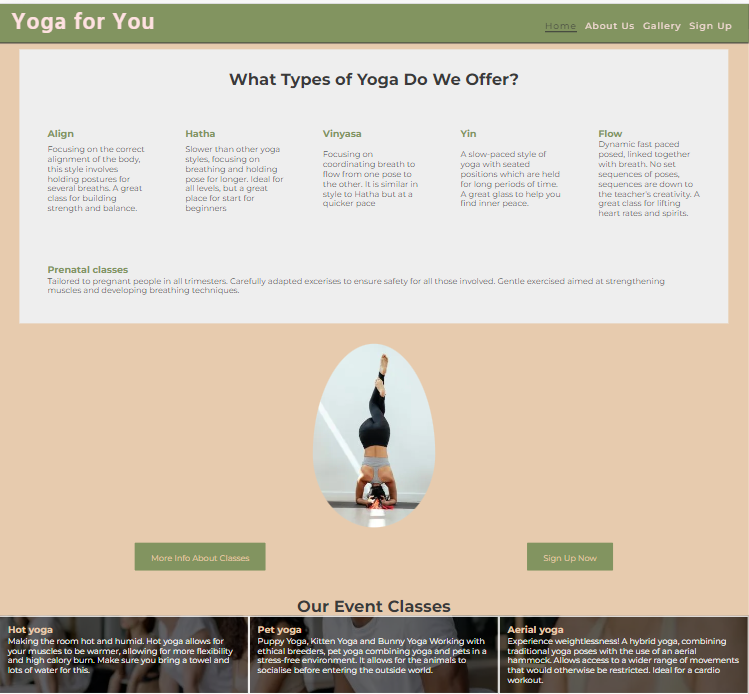 Yoga for You
Home About Us Gallery Sign Up
What Types of Yoga Do We Offer?
Align
Focusing on the correct
alignment of the body,
this style involves
holding postures for
several breaths. A great
class for building
strength and balance.
Hatha
Slower than other yoga
styles, focusing on
breathing and holding
pose for longer. Ideal for
all levels, but a great
place for start for
beginners
Vinyasa
Focusing on
coordinating breath to
flow from one pose to
the other. It is similar in
style to Hatha but at a
quicker pace
Yin
A slow-paced style of
yoga with seated
positions which are held
for long periods of time.
A great glass to help you
find inner peace.
Flow
Dynamic fast paced
posed, linked together
with breath. No set
sequences of poses,
sequences are down to
the teacher's creativity. A
great class for lifting
heart rates and spirits.
Prenatal classes
Tailored to pregnant people in all trimesters. Carefully adapted excerises to ensure safety for all those involved. Gentle exercised aimed at strengthening
muscles and developing breathing techniques.
More Info About Classes
Sign Up Now
Our Event Classes
Hot yoga
Making the room hot and humid. Hot yoga allows for
your muscles to be warmer, allowing for more flexibility
and high calory burn. Make sure you bring a towel and
lots of water for this.
Pet yoga
Puppy Yoga, Kitten Yoga and Bunny Yoga Working with
ethical breeders, pet yoga combining yoga and pets in a
stress-free environment. It allows for the animals to
socialise before entering the outside world.
Aerial yoga
Experience weightlessness! A hybrid yoga, combining
traditional yoga poses with the use of an aerial
hammock. Allows access to a wider range of movements
that would otherwise be restricted. Ideal for a cardio
workout.